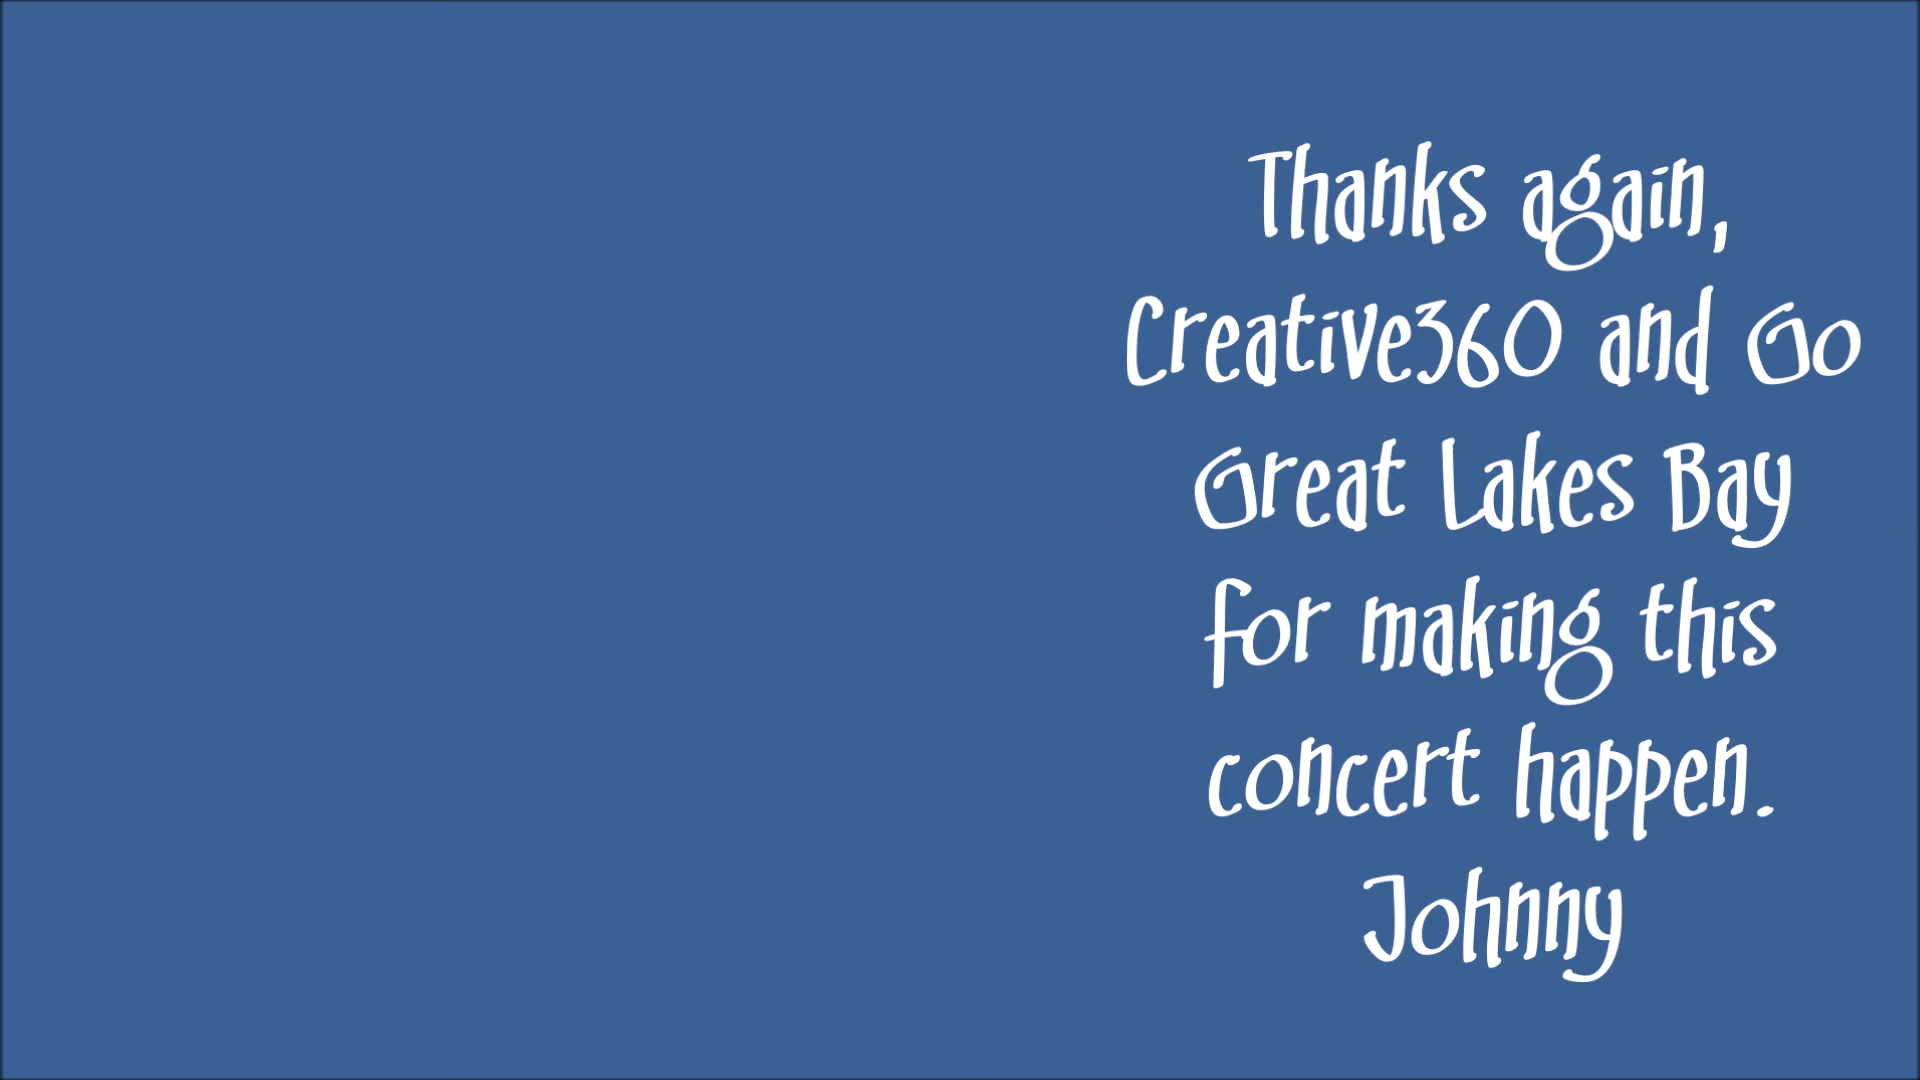 Thanks again,
Creative360 and Go
Great Lakes Bay
for making this
concert happen.
Johnny